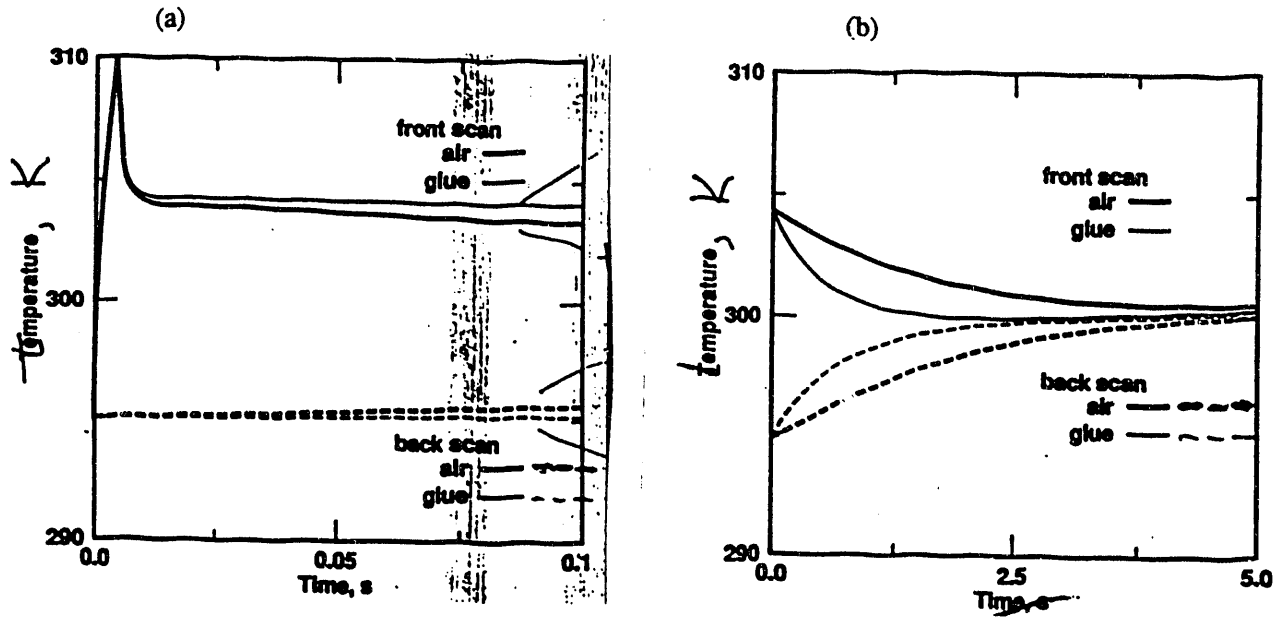 (a)
310
300
290
Temperature, K
front scan
air
glue
back scan
air
glue
0.0
0.05
0.1
Time, s
(b)
310
300
290
Temperature, K
front scan
air
glue
back scan
air
glue
0.0
2.5
5.0
Time, s